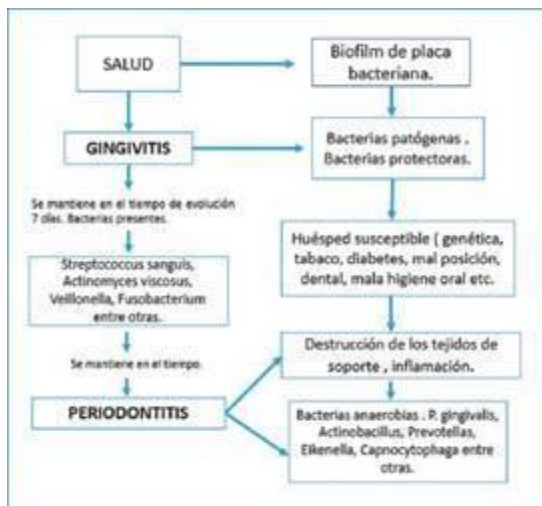 SALUD
Biofilm de placa
bacteriana.
GINGIVITIS
Bacterias patógenas .
Bacterias protectoras.
Se mantiene en el tiempo de evolución
7 días. Bacterias presentes.
Huésped susceptible ( genética,
tabaco, diabetes, mal posición,
dental, mala higiene oral etc.
Streptococcus sanguis,
Actinomyces viscosus,
Veillonella, Fusobacterium
entre otras.
Se mantiene en el tiempo.
Destrucción de los tejidos de
soporte , inflamación.
PERIODONTITIS
Bacterias anaerobias . P. gingivalis,
Actinobacillus, Prevotellas,
Eikenella, Capnocytophaga entre
otras.